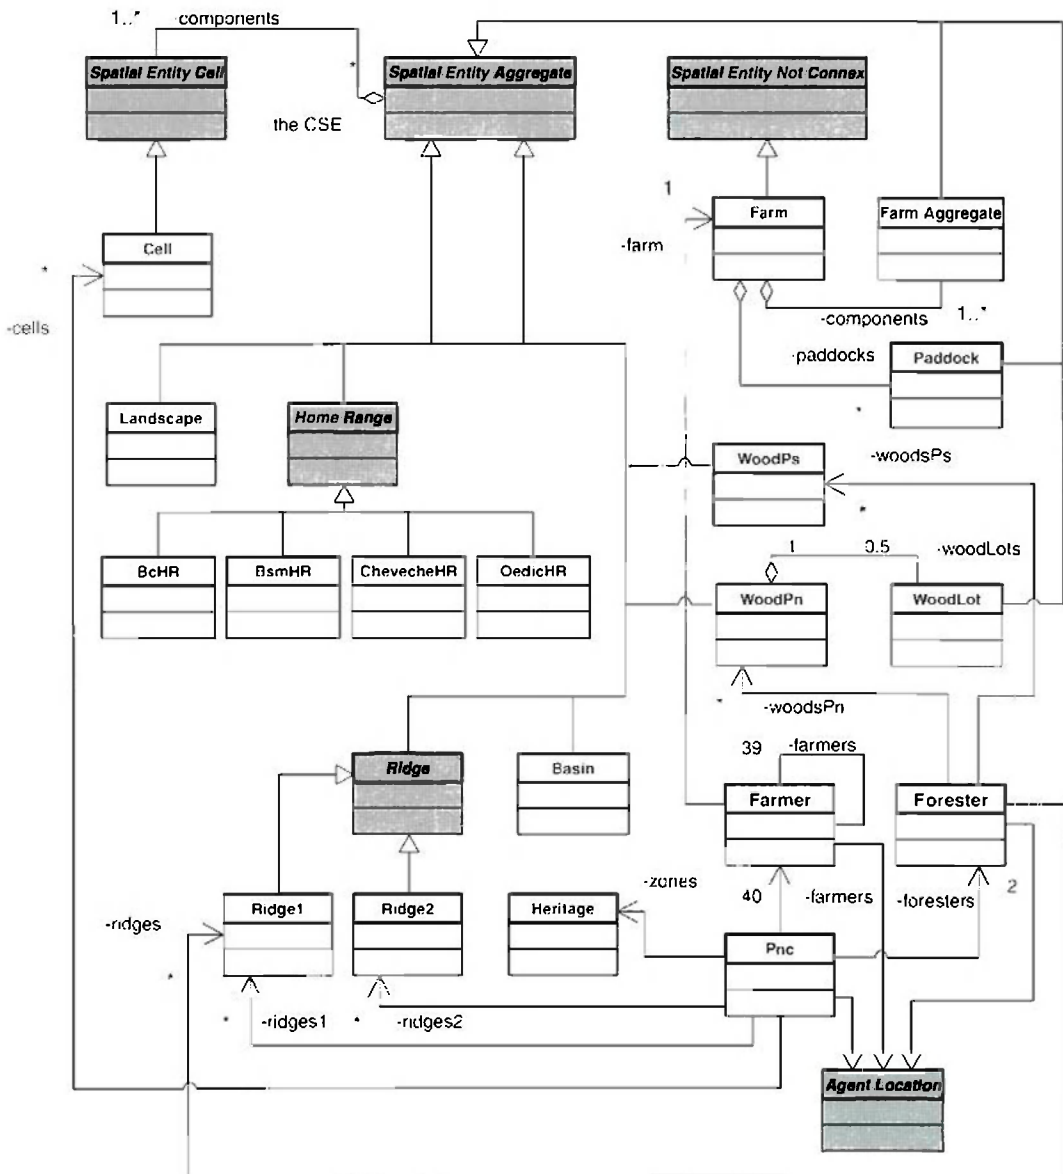 1..*
-components
Spatial Entity Cell
*
Spatial Entity Aggregate
Spatial Entity Not Connex
the CSE
1
Farm
Farm Aggregate
-farm
Cell
*
-cells
-components
1..*
-paddocks
Paddock
*
Landscape
Home Range
WoodPs
-woodsPs
*
BcHR
BsmHR
ChevecheHR
OedicHR
1
0.5
-woodLots
WoodPn
WoodLot
*
-woodsPn
Ridge
Basin
39
-farmers
Farmer
Forester
-zones
40
-farmers
-foresters
2
-ridges
*
Ridge1
Ridge2
Heritage
Pnc
*
-ridges1
*
-ridges2
Agent Location